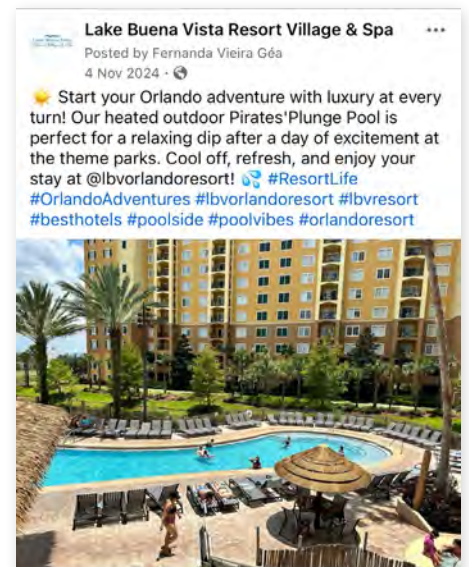 Lake Buena Vista Resort Village & Spa
Posted by Fernanda Vieira Géa
4 Nov 2024 ·
☀️ Start your Orlando adventure with luxury at every
turn! Our heated outdoor Pirates'Plunge Pool is
perfect for a relaxing dip after a day of excitement at
the theme parks. Cool off, refresh, and enjoy your
stay at @lbvorlandoresort! 💦 #ResortLife
#OrlandoAdventures #lbvorlandoresort #lbvresort
#besthotels #poolside #poolvibes #orlandoresort